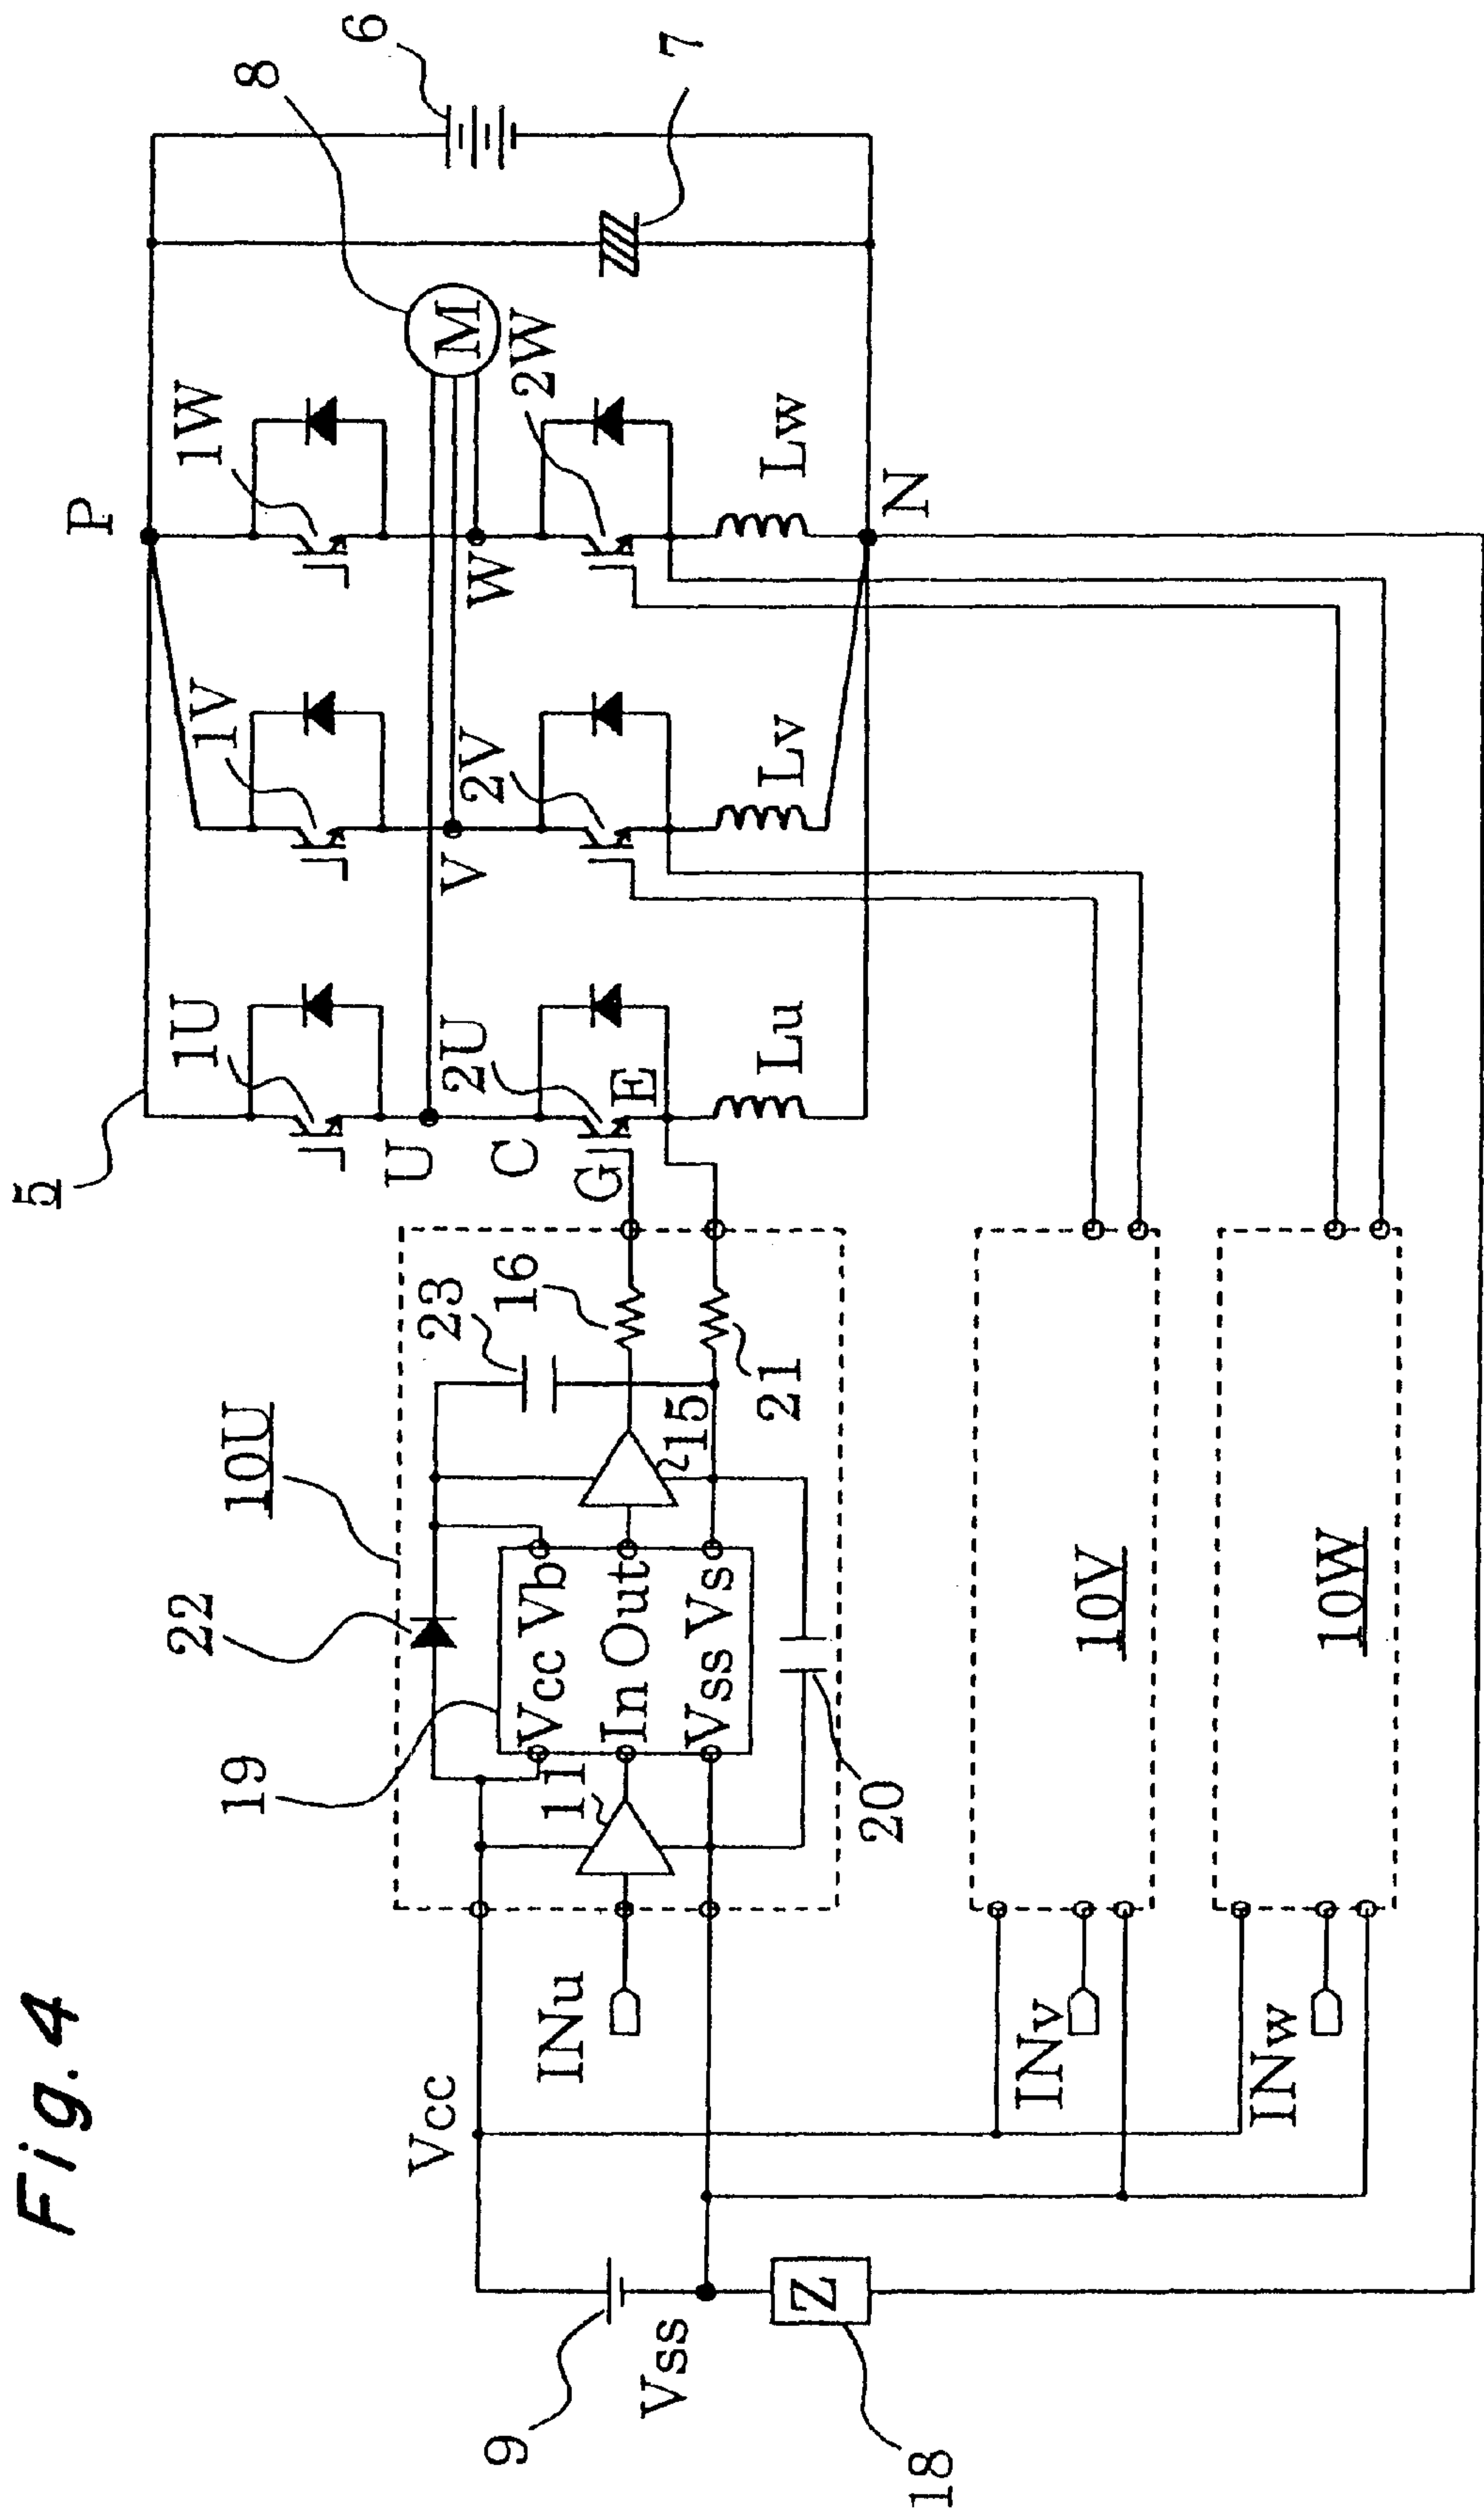 Fig. 4
5
P
8
6
7
1U
1V
1W
M
U
V
W
2U
2V
2W
C
G
E
Lu
Lv
Lw
N
10U
22
19
23
16
Vcc Vb
In Out
Vss Vs
11
15
21
20
Vcc
INu
9
Vss
Z
18
INv
10V
INw
10W